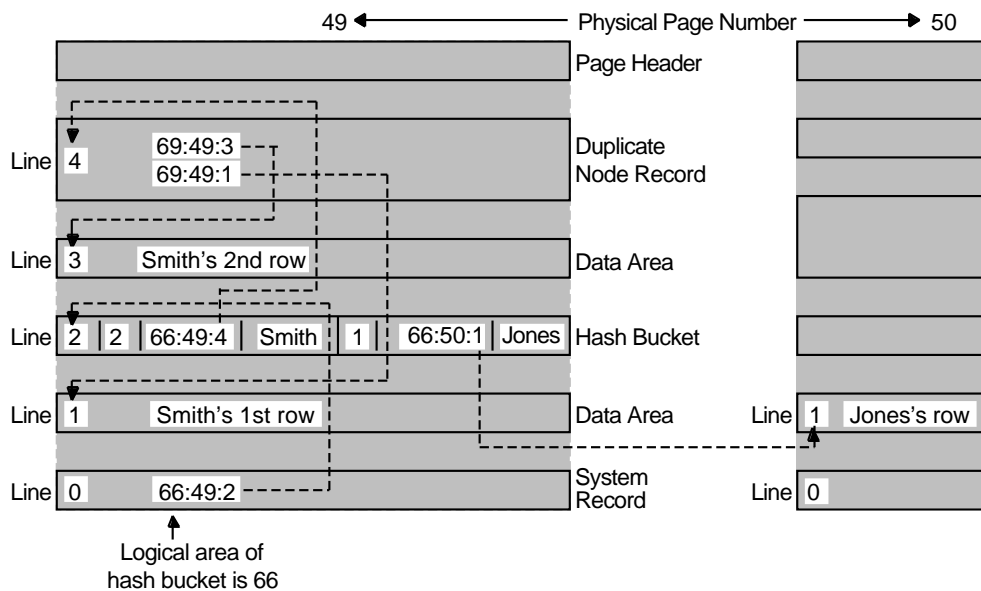 49 Physical Page Number 50
Page Header
Line 4 69:49:3 Duplicate
69:49:1 Node Record
Line 3 Smith's 2nd row Data Area
Line 2 2 66:49:4 Smith 1 66:50:1 Jones Hash Bucket
Line 1 Smith's 1st row Data Area Line 1 Jones's row
Line 0 66:49:2 System Record Line 0
Logical area of
hash bucket is 66